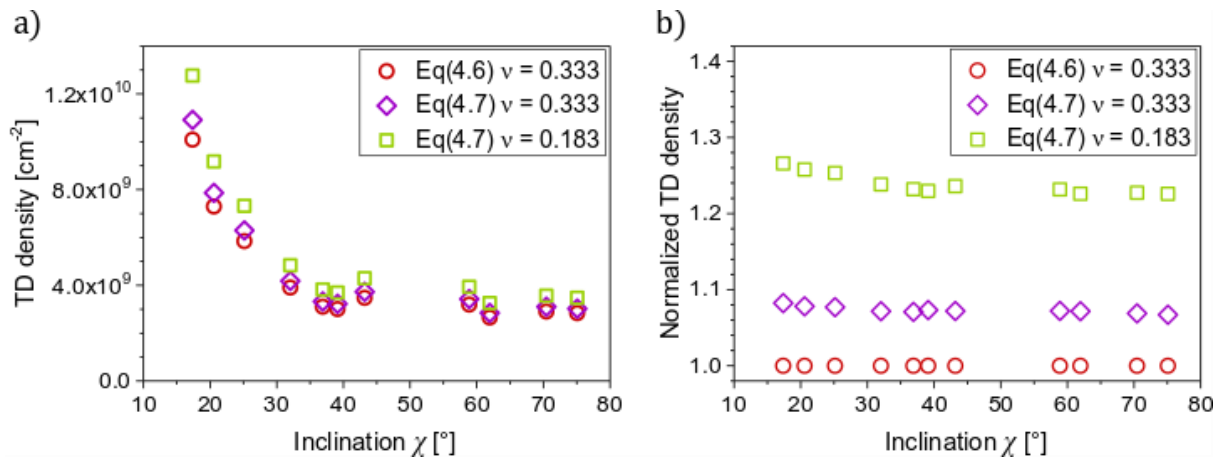 a)
TD density [cm⁻²]
1.2x10¹⁰
8.0x10⁹
4.0x10⁹
0.0
10 20 30 40 50 60 70 80
Inclination χ [°]
Eq(4.6) ν = 0.333
Eq(4.7) ν = 0.333
Eq(4.7) ν = 0.183
b)
Normalized TD density
1.4
1.3
1.2
1.1
1.0
10 20 30 40 50 60 70 80
Inclination χ [°]
Eq(4.6) ν = 0.333
Eq(4.7) ν = 0.333
Eq(4.7) ν = 0.183